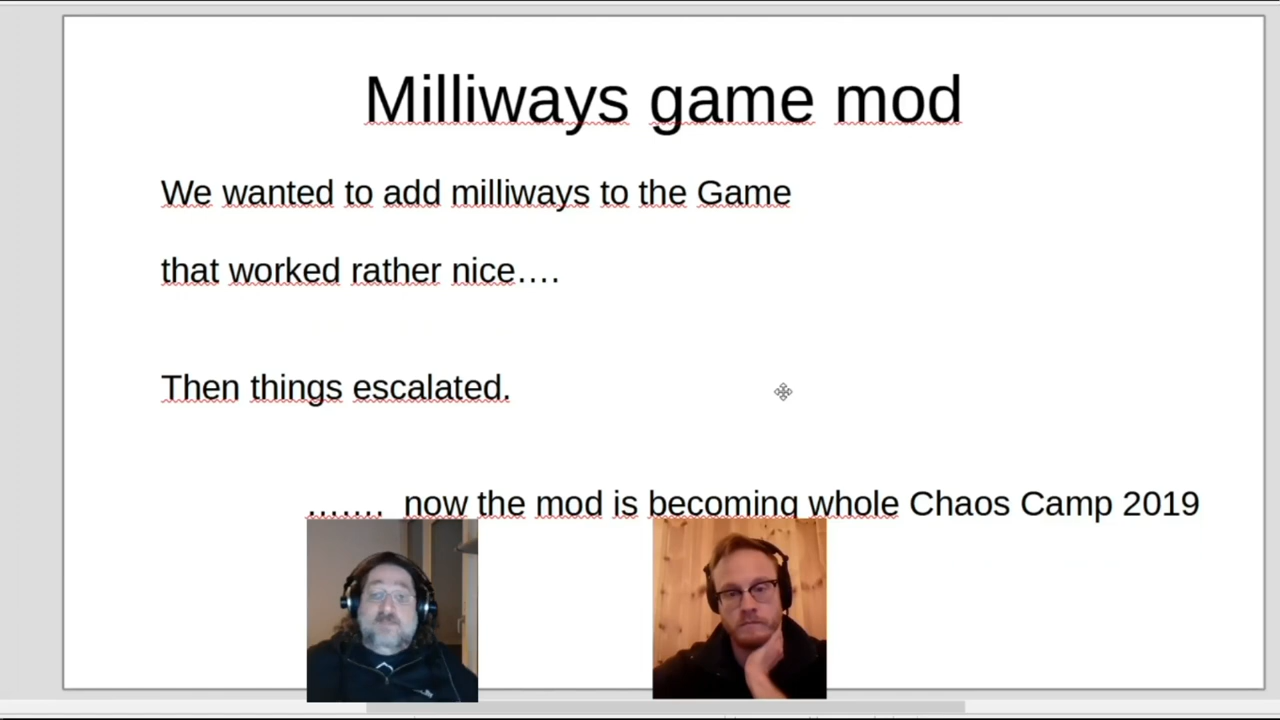 Milliways game mod
We wanted to add milliways to the Game
that worked rather nice….
Then things escalated.
……. now the mod is becoming whole Chaos Camp 2019